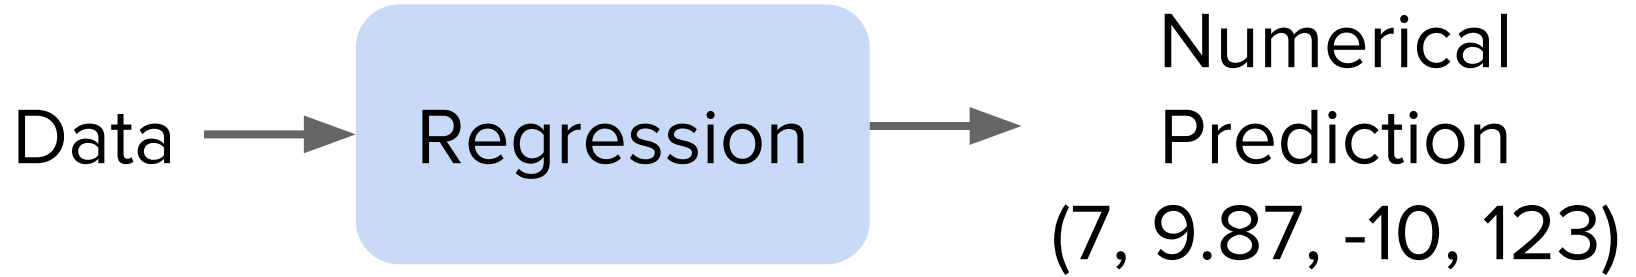 Data
Regression
Numerical
Prediction
(7, 9.87, -10, 123)